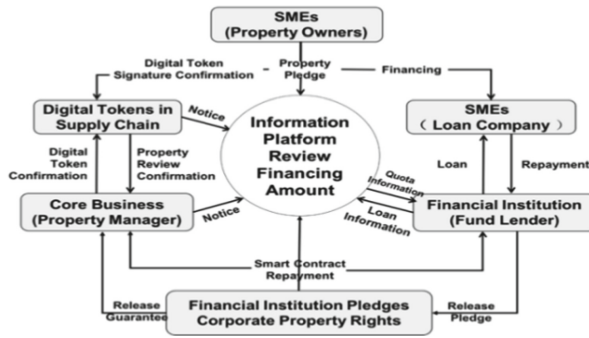 SMEs
(Property Owners)
Digital Token
Signature Confirmation
Property
Pledge
Financing
Digital Tokens in
Supply Chain
Notice
Information
Platform
Review
Financing
Amount
SMEs
( Loan Company )
Digital
Token
Confirmation
Property
Review
Confirmation
Loan
Repayment
Quota
Information
Core Business
(Property Manager)
Notice
Loan
Information
Financial Institution
(Fund Lender)
Smart Contract
Repayment
Release
Guarantee
Financial Institution Pledges
Corporate Property Rights
Release
Pledge